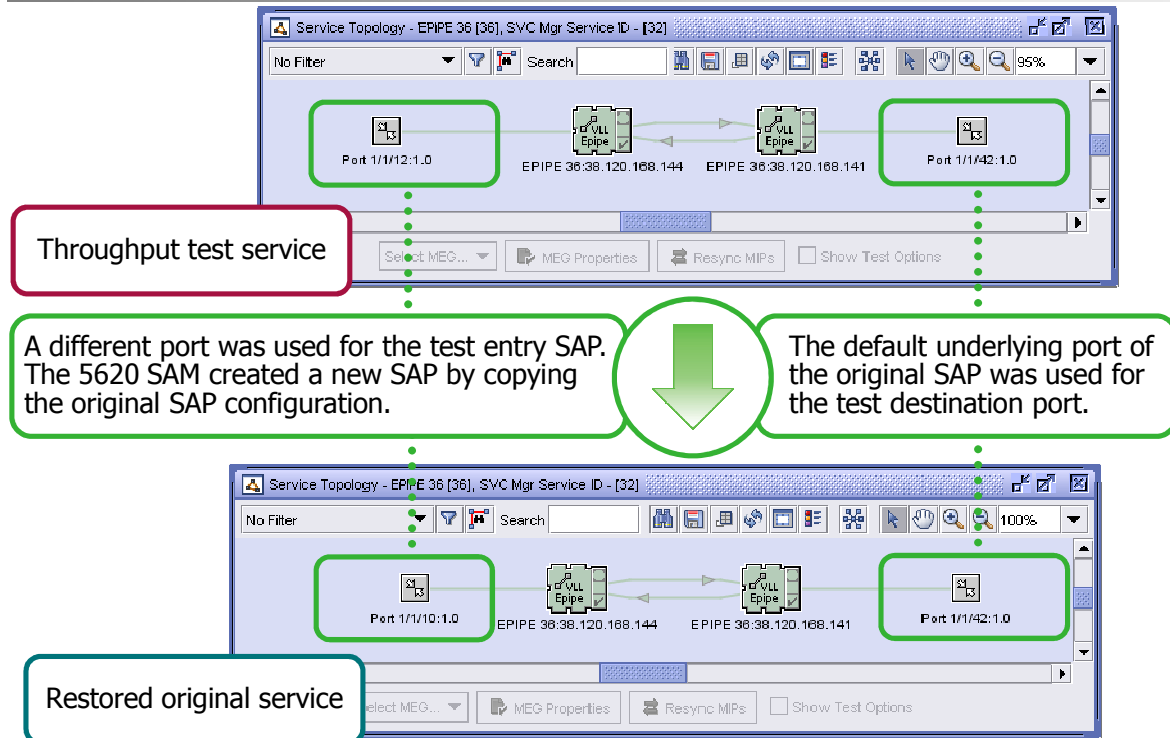 Service Topology - EPIPE 36 [36], SVC Mgr Service ID - [32]
No Filter
Search
95%
Port 1/1/12:1.0
VLL
Epipe
EPIPE 36:38.120.168.144
VLL
Epipe
EPIPE 36:38.120.168.141
Port 1/1/42:1.0
Throughput test service
Select MEG...
MEG Properties
Resync MIPs
Show Test Options
A different port was used for the test entry SAP.
The 5620 SAM created a new SAP by copying
the original SAP configuration.
The default underlying port of
the original SAP was used for
the test destination port.
Service Topology - EPIPE 36 [36], SVC Mgr Service ID - [32]
No Filter
Search
100%
Port 1/1/10:1.0
VLL
Epipe
EPIPE 36:38.120.168.144
VLL
Epipe
EPIPE 36:38.120.168.141
Port 1/1/42:1.0
Restored original service
elect MEG...
MEG Properties
Resync MIPs
Show Test Options